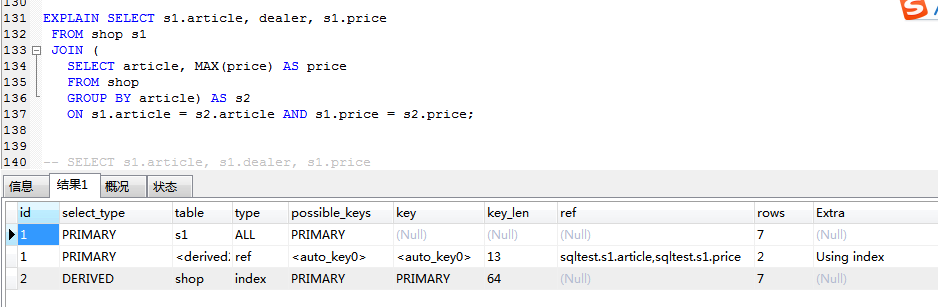 130
131 EXPLAIN SELECT s1.article, dealer, s1.price
132 FROM shop s1
133 JOIN (
134 SELECT article, MAX(price) AS price
135 FROM shop
136 GROUP BY article) AS s2
137 ON s1.article = s2.article AND s1.price = s2.price;
138
139
140 -- SELECT s1.article, s1.dealer, s1.price
信息 结果1 概况 状态
id select_type table type possible_keys key key_len ref rows Extra
1 PRIMARY s1 ALL PRIMARY (Null) (Null) (Null) 7 (Null)
1 PRIMARY <derived2 ref <auto_key0> <auto_key0> 13 sqltest.s1.article,sqltest.s1.price 2 Using index
2 DERIVED shop index PRIMARY PRIMARY 64 (Null) 7 (Null)